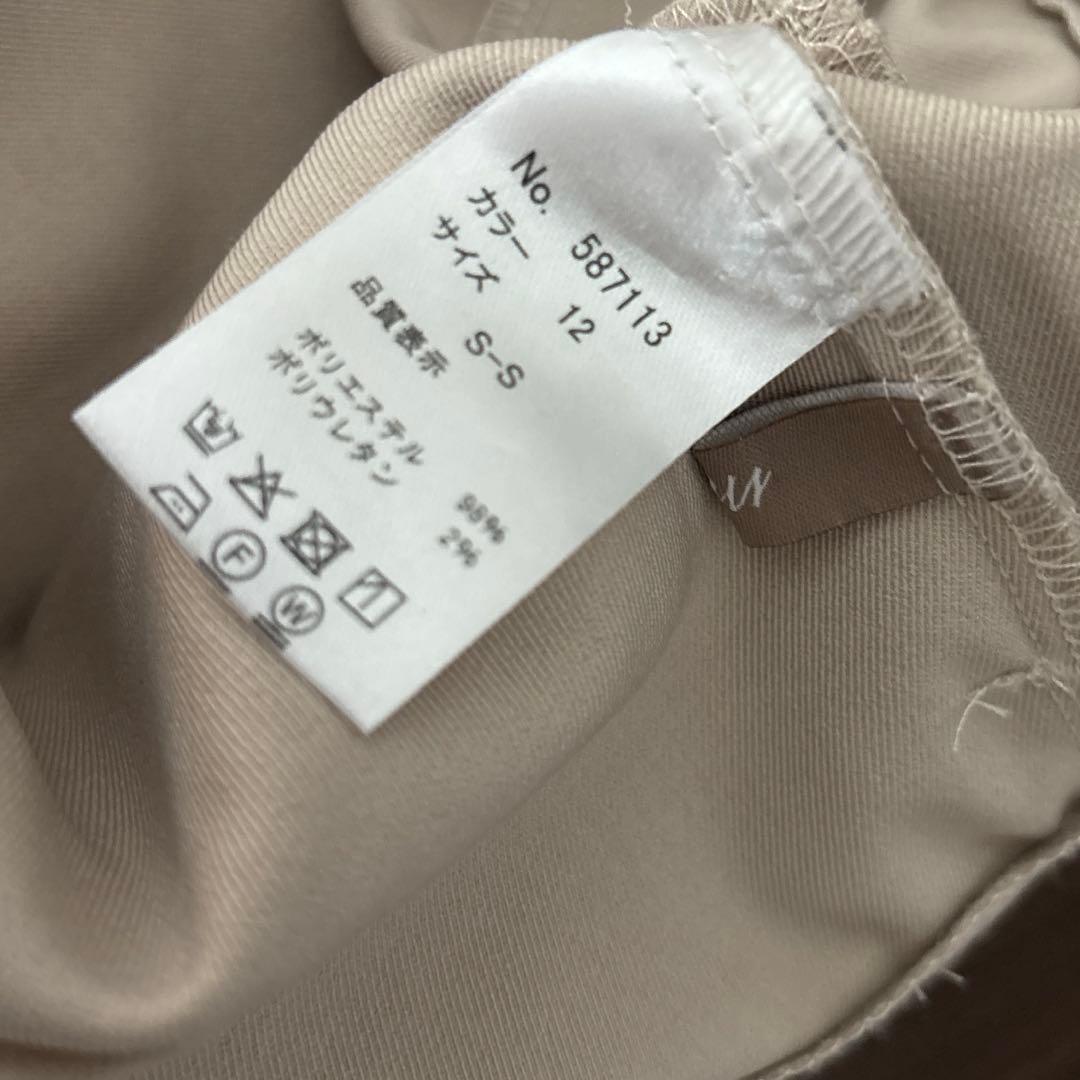 No. 587113
カラー 12
サイズ S-S
品質表示
ポリエステル 98%
ポリウレタン 2%
F
W